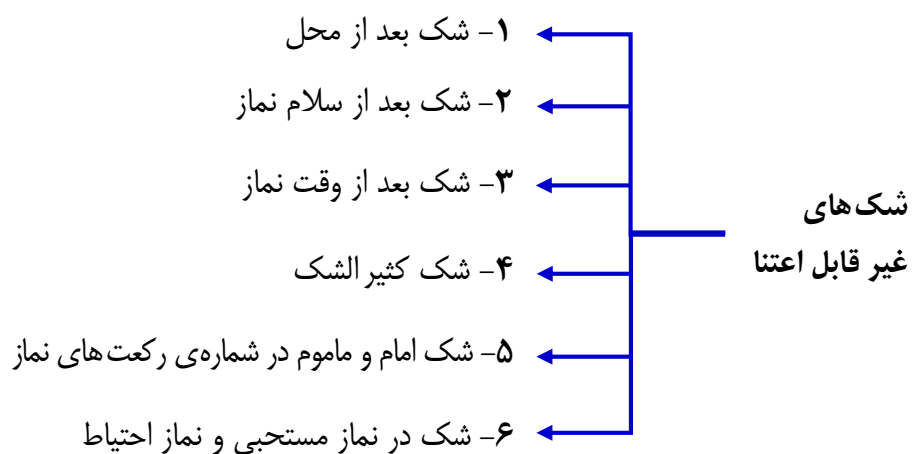 شک‌های
غیر قابل اعتنا
۱- شک بعد از محل
۲- شک بعد از سلام نماز
۳- شک بعد از وقت نماز
۴- شک کثیر الشک
۵- شک امام و ماموم در شماره‌ی رکعت‌های نماز
۶- شک در نماز مستحبی و نماز احتیاط